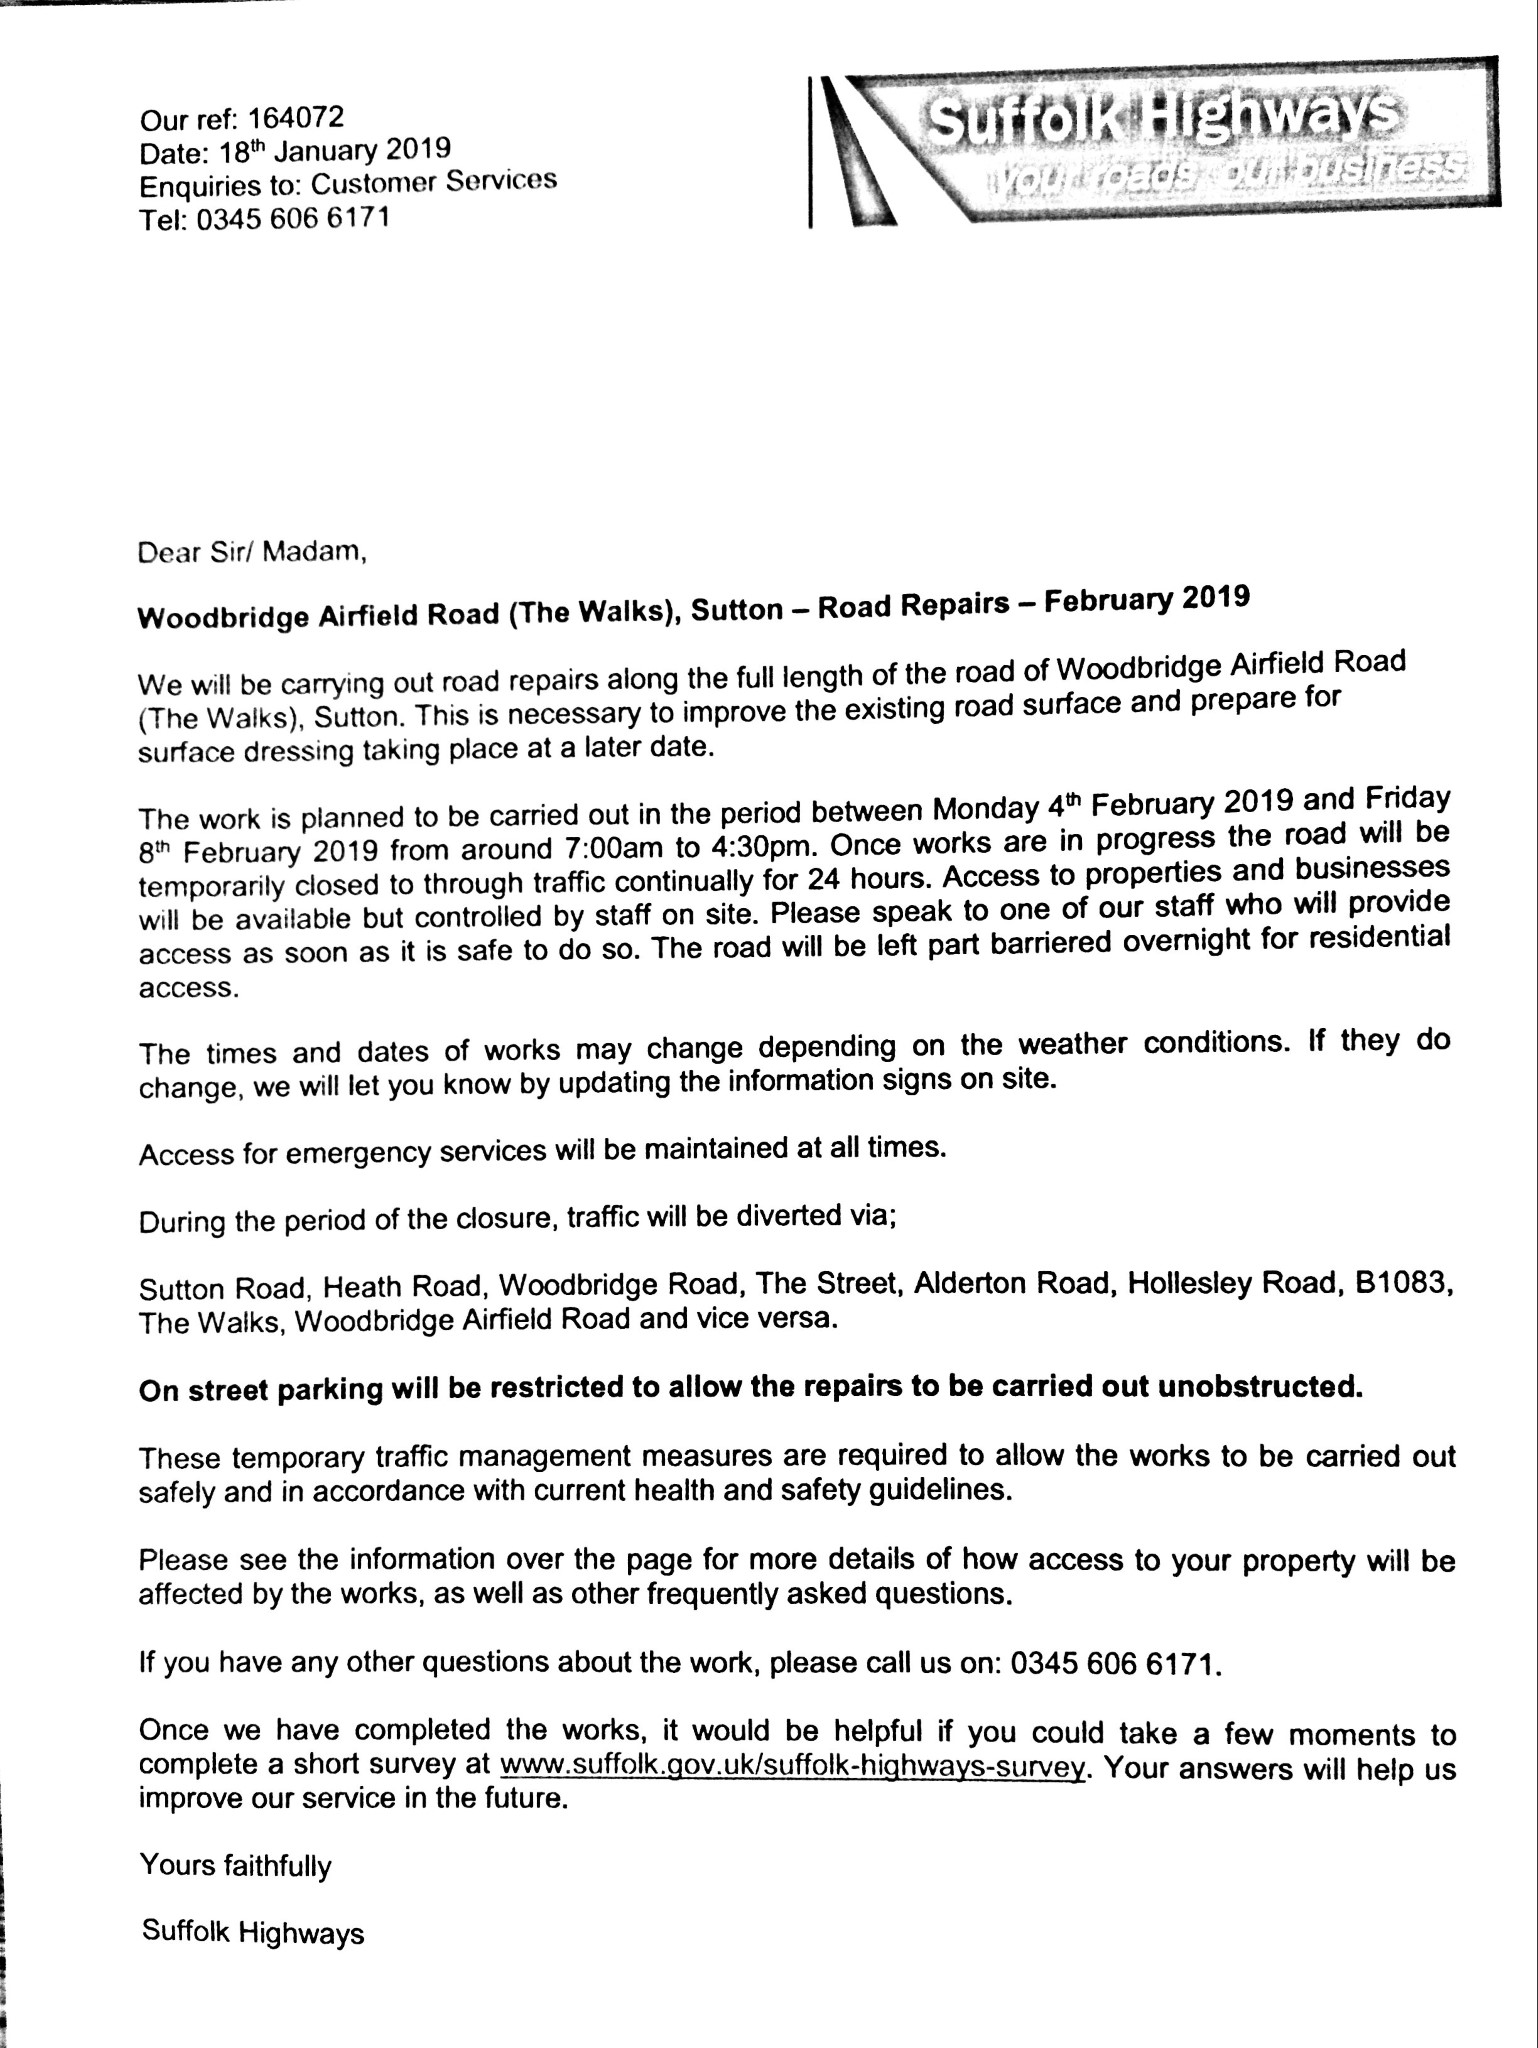 Our ref: 164072
Date: 18th January 2019
Enquiries to: Customer Services
Tel: 0345 606 6171
Suffolk Highways
your roads, our business
Dear Sir/ Madam,
Woodbridge Airfield Road (The Walks), Sutton – Road Repairs – February 2019
We will be carrying out road repairs along the full length of the road of Woodbridge Airfield Road
(The Walks), Sutton. This is necessary to improve the existing road surface and prepare for
surface dressing taking place at a later date.
The work is planned to be carried out in the period between Monday 4th February 2019 and Friday
8th February 2019 from around 7:00am to 4:30pm. Once works are in progress the road will be
temporarily closed to through traffic continually for 24 hours. Access to properties and businesses
will be available but controlled by staff on site. Please speak to one of our staff who will provide
access as soon as it is safe to do so. The road will be left part barriered overnight for residential
access.
The times and dates of works may change depending on the weather conditions. If they do
change, we will let you know by updating the information signs on site.
Access for emergency services will be maintained at all times.
During the period of the closure, traffic will be diverted via;
Sutton Road, Heath Road, Woodbridge Road, The Street, Alderton Road, Hollesley Road, B1083,
The Walks, Woodbridge Airfield Road and vice versa.
On street parking will be restricted to allow the repairs to be carried out unobstructed.
These temporary traffic management measures are required to allow the works to be carried out
safely and in accordance with current health and safety guidelines.
Please see the information over the page for more details of how access to your property will be
affected by the works, as well as other frequently asked questions.
If you have any other questions about the work, please call us on: 0345 606 6171.
Once we have completed the works, it would be helpful if you could take a few moments to
complete a short survey at www.suffolk.gov.uk/suffolk-highways-survey. Your answers will help us
improve our service in the future.
Yours faithfully
Suffolk Highways